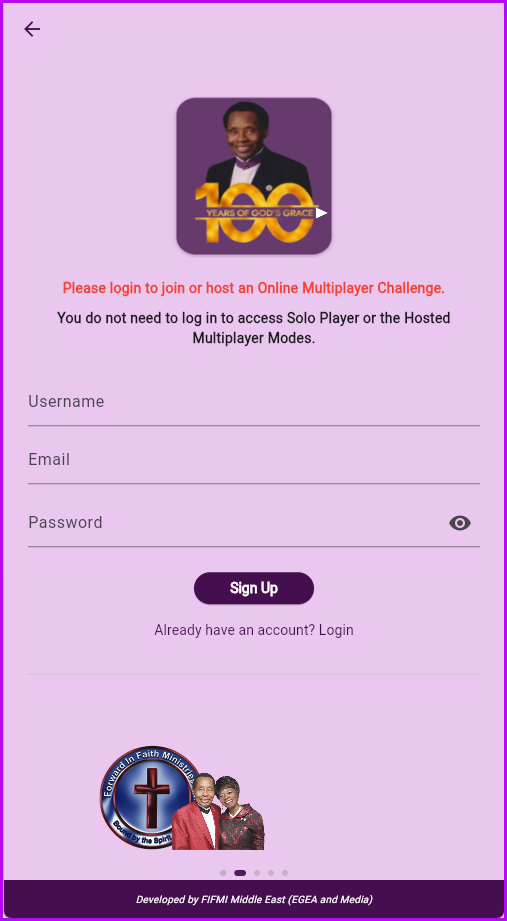 100
YEARS OF GOD'S GRACE
Please login to join or host an Online Multiplayer Challenge.
You do not need to log in to access Solo Player or the Hosted
Multiplayer Modes.
Username
Email
Password
Sign Up
Already have an account? Login
Forward In Faith Ministries
Bound by the Spirit
Developed by FIFMI Middle East (EGEA and Media)